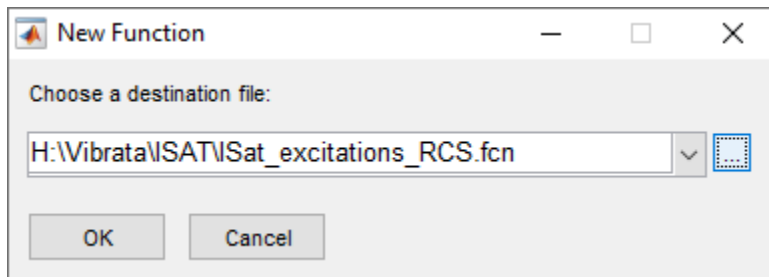 New Function
Choose a destination file:
H:\Vibrata\ISAT\ISat_excitations_RCS.fcn
...
OK Cancel